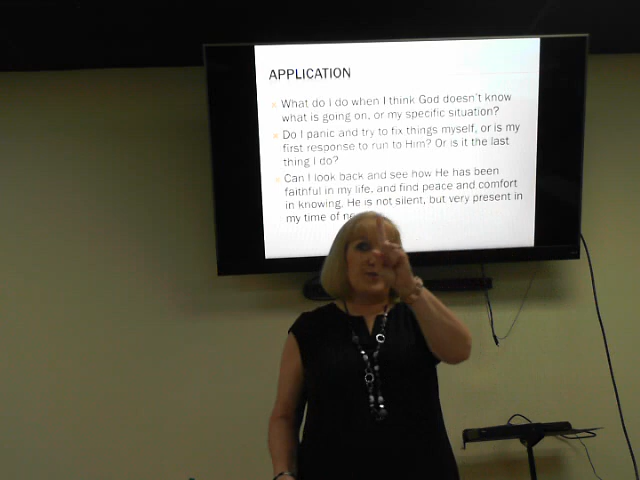 APPLICATION
What do I do when I think God doesn't know
what is going on, or my specific situation?
Do I panic and try to fix things myself, or is my
first response to run to Him? Or is it the last
thing I do?
Can I look back and see how He has been
faithful in my life, and find peace and comfort
in knowing, He is not silent, but very present in
my time of